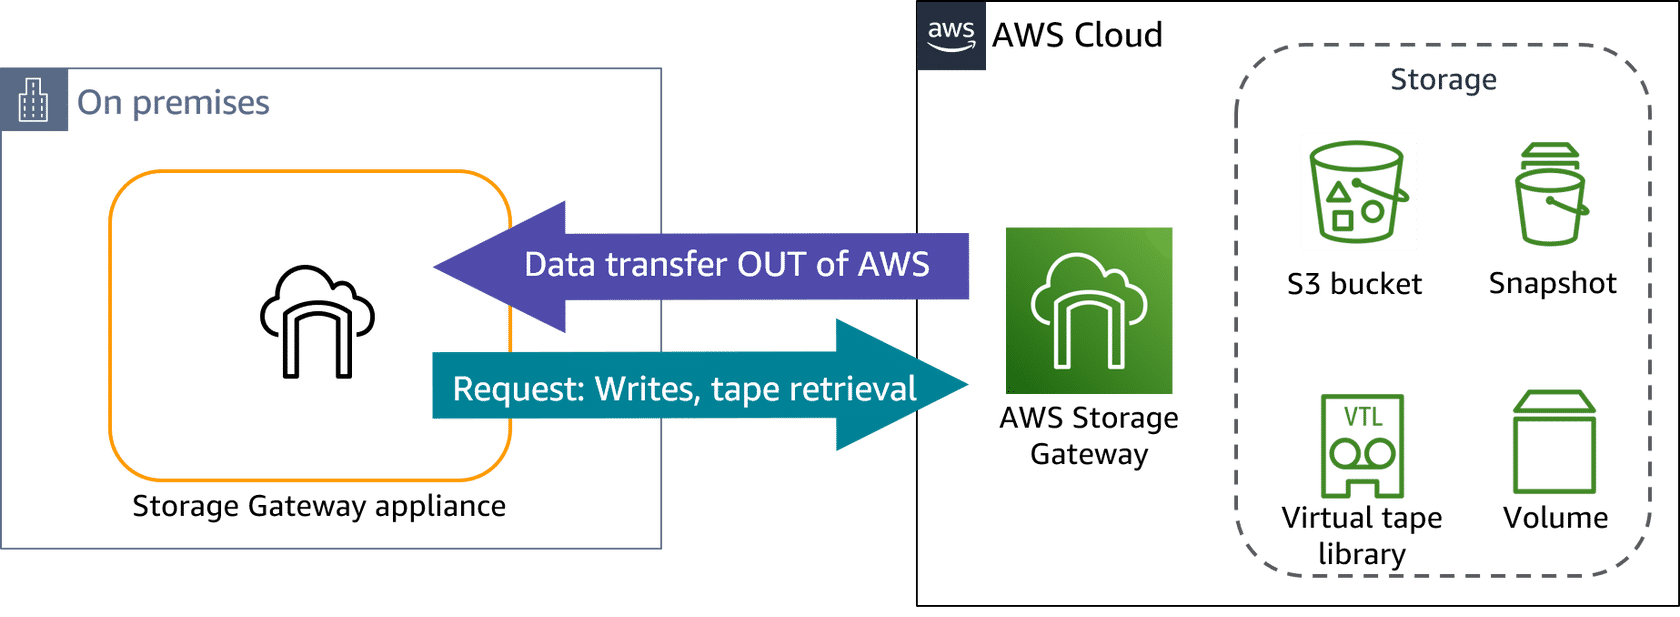 On premises
Storage Gateway appliance
Data transfer OUT of AWS
Request: Writes, tape retrieval
aws
AWS Cloud
AWS Storage
Gateway
Storage
S3 bucket
Snapshot
VTL
Virtual tape
library
Volume